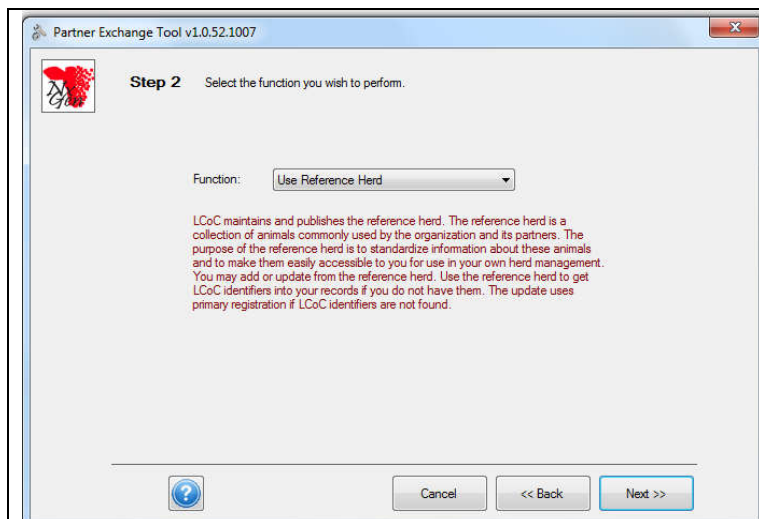 Partner Exchange Tool v1.0.52.1007
X
Nx
Gen
Step 2 Select the function you wish to perform.
Function: Use Reference Herd
LCoC maintains and publishes the reference herd. The reference herd is a
collection of animals commonly used by the organization and its partners. The
purpose of the reference herd is to standardize information about these animals
and to make them easily accessible to you for use in your own herd management.
You may add or update from the reference herd. Use the reference herd to get
LCoC identifiers into your records if you do not have them. The update uses
primary registration if LCoC identifiers are not found.
? Cancel << Back Next >>